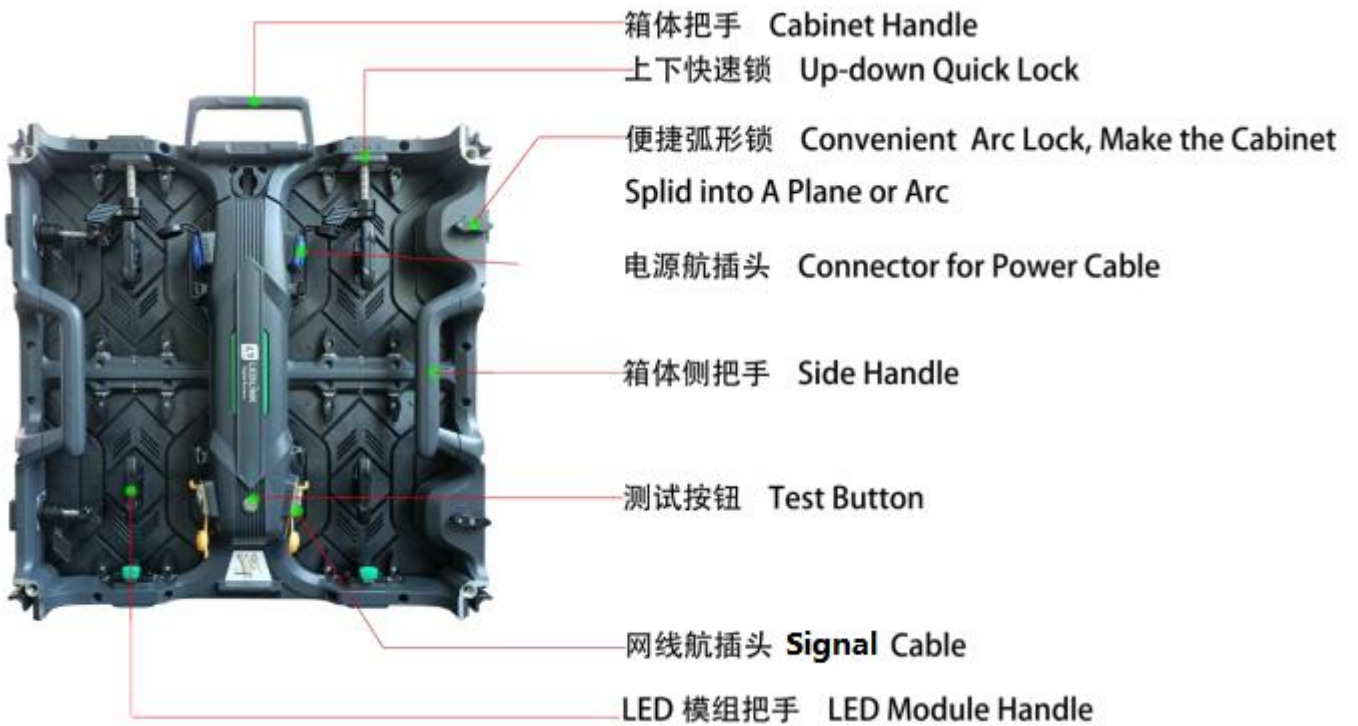 箱体把手 Cabinet Handle
上下快速锁 Up-down Quick Lock
便捷弧形锁 Convenient Arc Lock, Make the Cabinet
Splid into A Plane or Arc
电源航插头 Connector for Power Cable
箱体侧把手 Side Handle
测试按钮 Test Button
网线航插头 Signal Cable
LED 模组把手 LED Module Handle